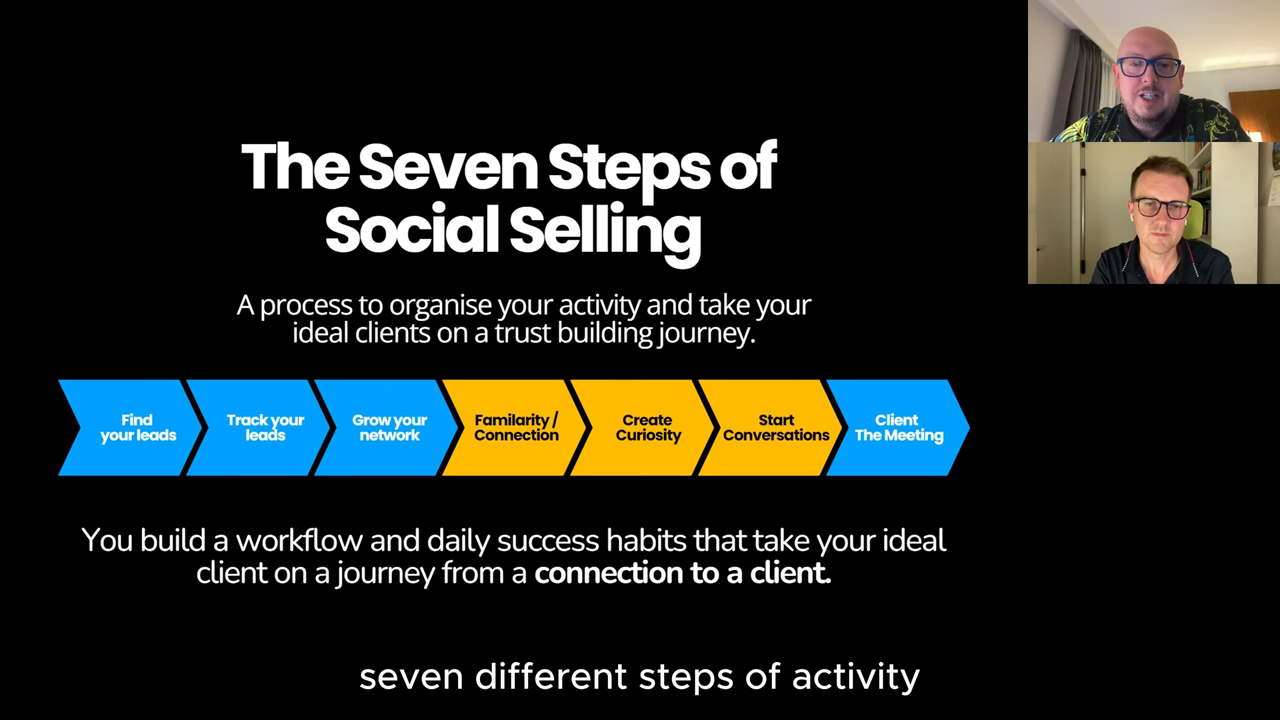 The Seven Steps of
Social Selling
A process to organise your activity and take your
ideal clients on a trust building journey.
Find
your leads
Track your
leads
Grow your
network
Familarity /
Connection
Create
Curiosity
Start
Conversations
Client
The Meeting
You build a workflow and daily success habits that take your ideal
client on a journey from a connection to a client.
seven different steps of activity